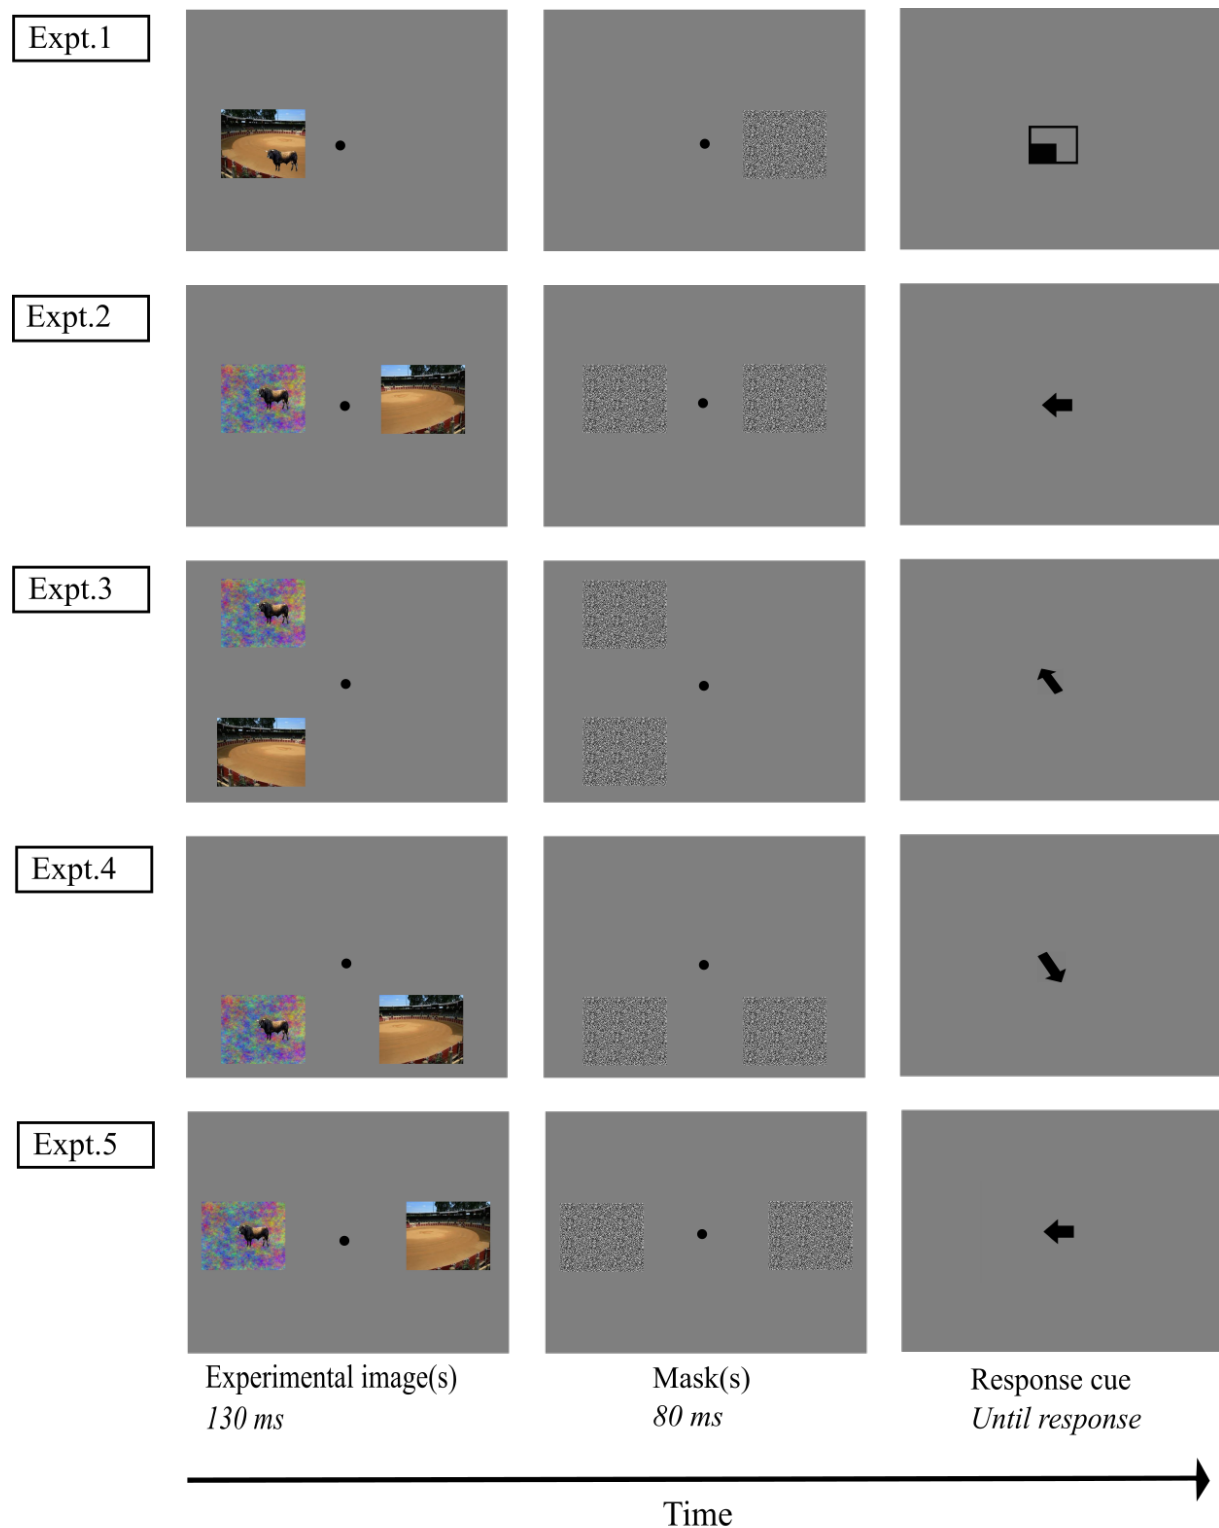 Expt.1
Expt.2
Expt.3
Expt.4
Expt.5
Experimental image(s)
130 ms
Mask(s)
80 ms
Response cue
Until response
Time